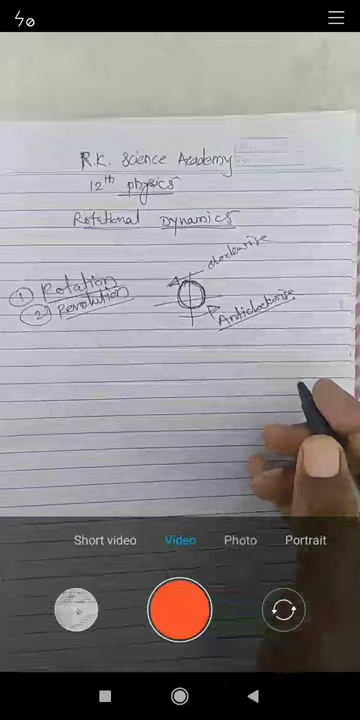 R.K. Science Academy
12th physics
Rotational Dynamics
clockwise
① Rotation
② Revolution
Anticlockwise
Short video Video Photo Portrait